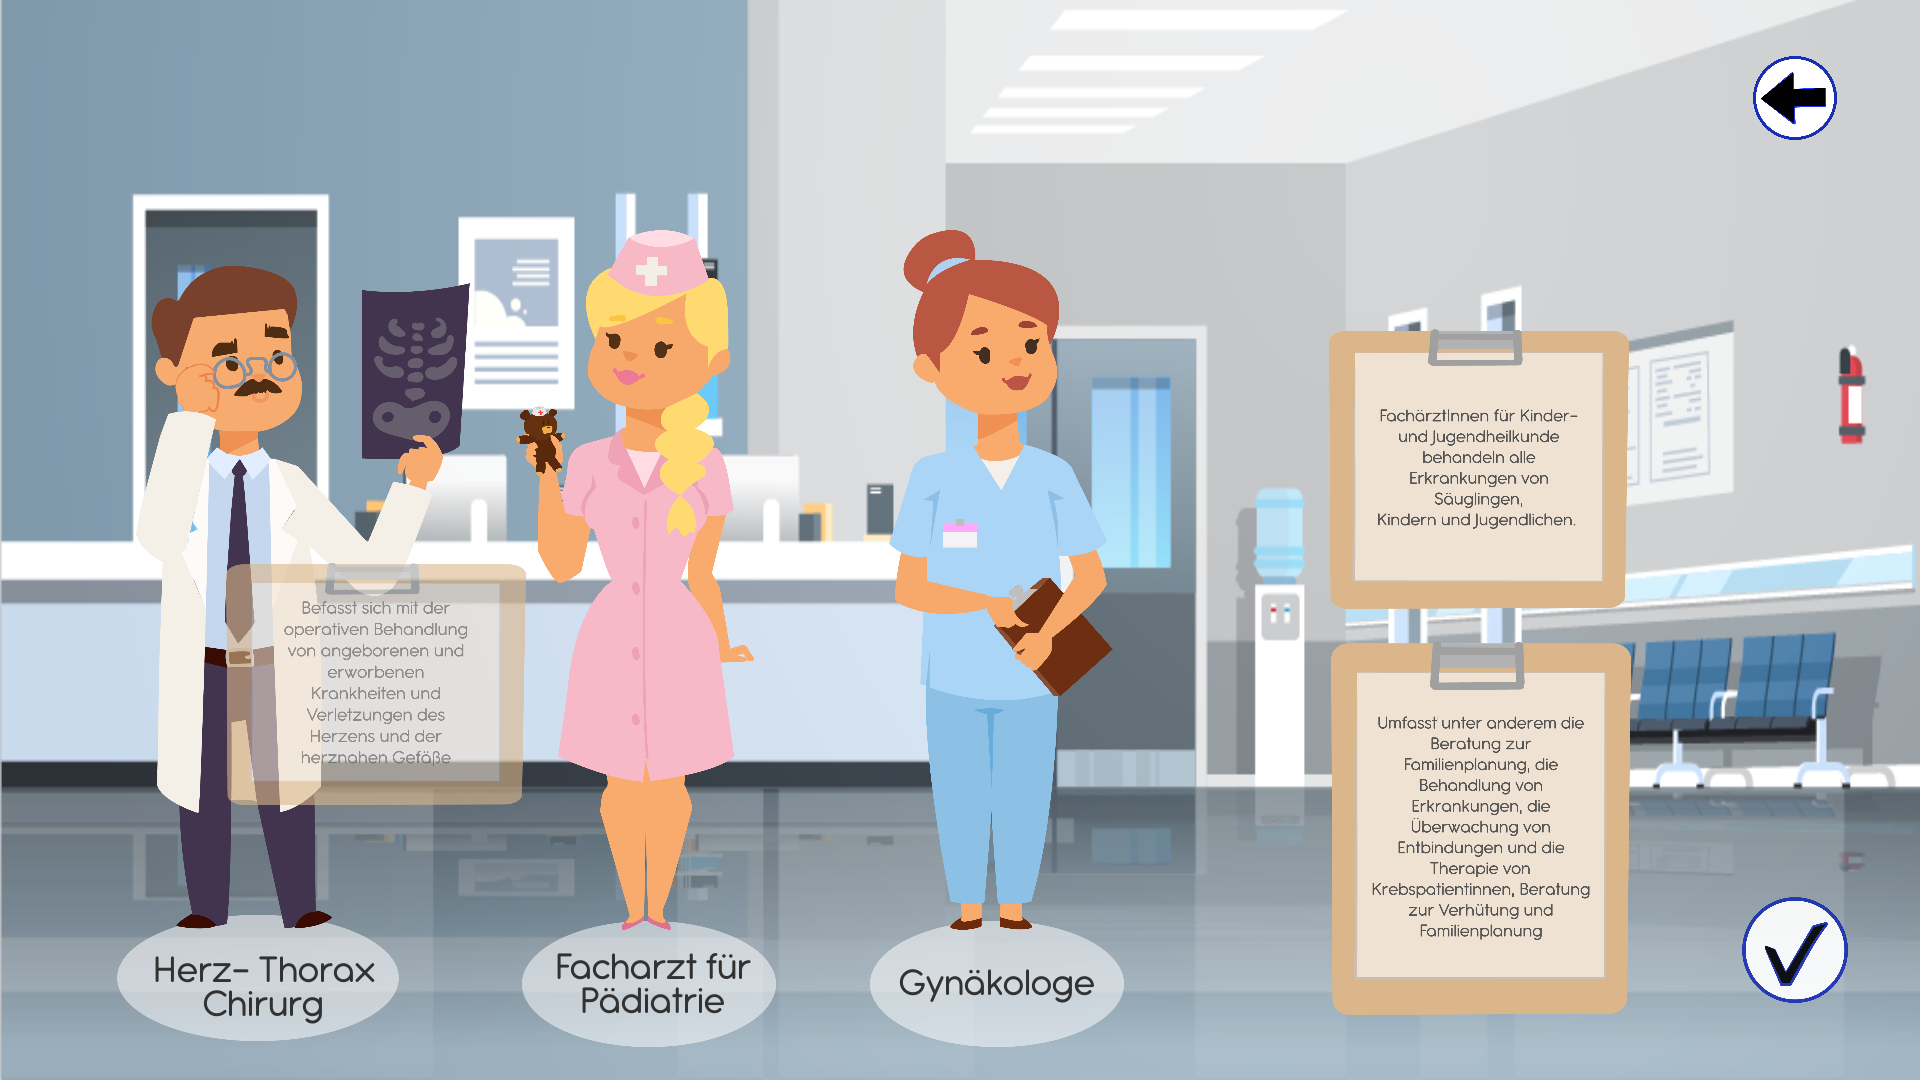 Befasst sich mit der
operativen Behandlung
von angeborenen und
erworbenen
Krankheiten und
Verletzungen des
Herzens und der
herznahen Gefäße
FachärztInnen für Kinder-
und Jugendheilkunde
behandeln alle
Erkrankungen von
Säuglingen,
Kindern und Jugendlichen.
Umfasst unter anderem die
Beratung zur
Familienplanung, die
Behandlung von
Erkrankungen, die
Überwachung von
Entbindungen und die
Therapie von
Krebspatientinnen, Beratung
zur Verhütung und
Familienplanung
Herz- Thorax
Chirurg
Facharzt für
Pädiatrie
Gynäkologe